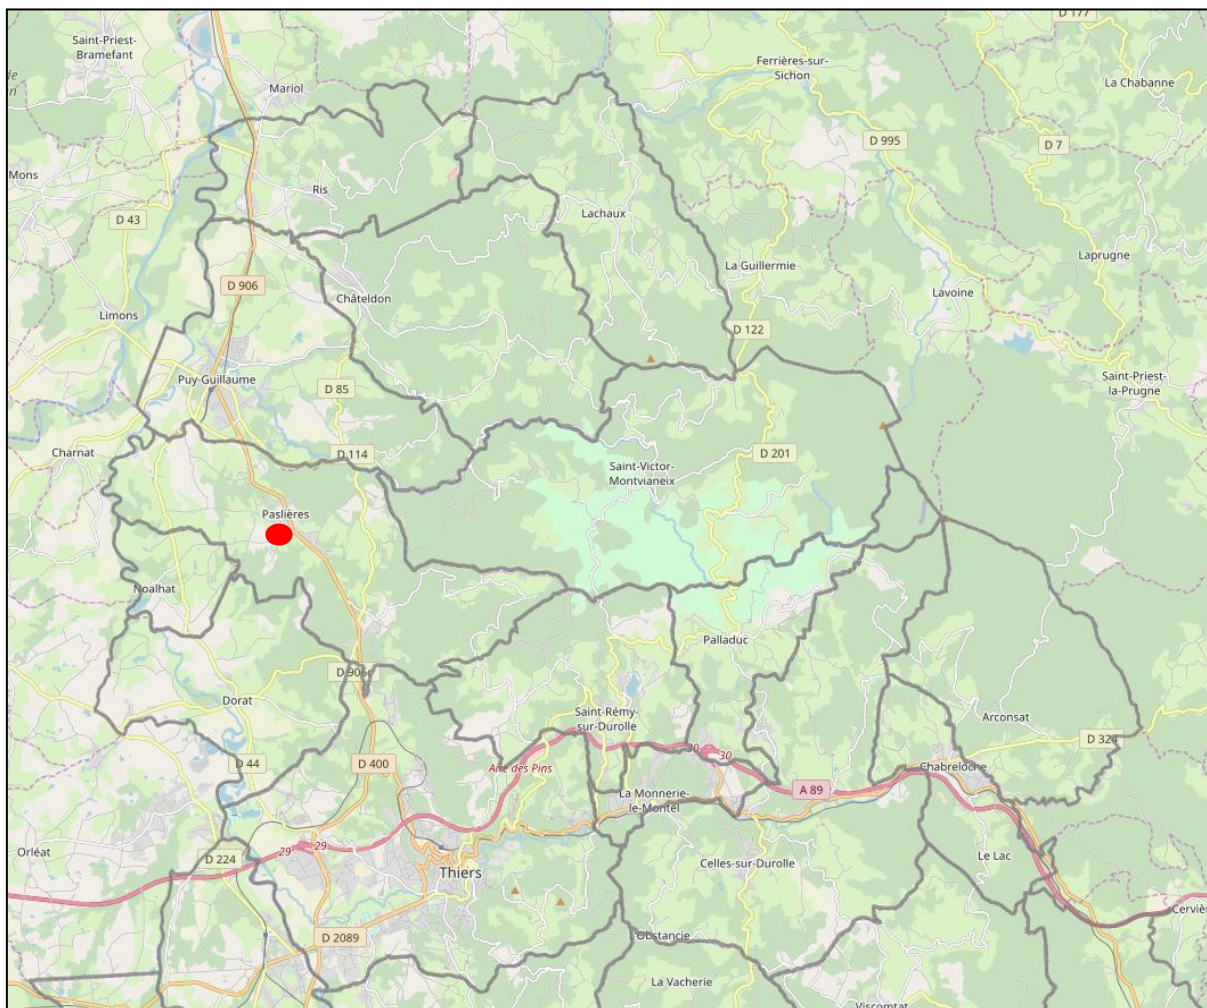 D 177
Saint-Priest-
Bramefant
Ferrières-sur-
Sichon
La Chabanne
Mariol
D 995
D 7
Mons
Ris
D 43
Lachaux
Laprugne
La Guillermie
D 906
Châteldon
Lavoine
Limons
D 122
Puy-Guillaume
Saint-Priest-
la-Prugne
D 85
Charnat
D 114
D 201
Saint-Victor-
Montvianeix
Paslières
Noalhat
Palladuc
D 906c
Dorat
Saint-Rémy-
sur-Durolle
Arconsat
D 324
30
30
D 44
D 400
Aire des Pins
Chabreloche
A 89
La Monnerie-
le-Montel
Orléat
29
29
D 224
Le Lac
Celles-sur-Durolle
Thiers
Cervière
D 2089
L'Obstancie
La Vacherie
Viscomtat